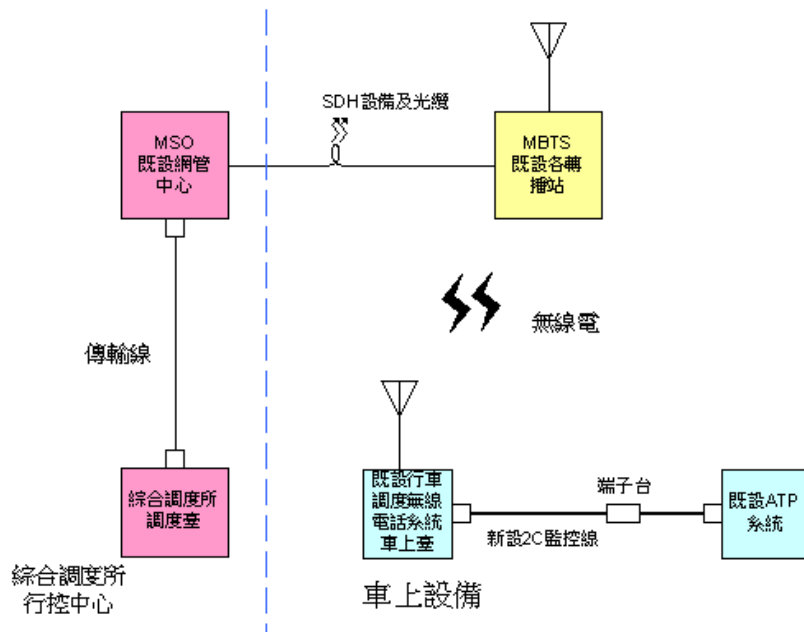 SDH設備及光纜
MSO
既設網管
中心
MBTS
既設各轉
播站
無線電
傳輸線
綜合調度所
調度臺
既設行車
調度無線
電話系統
車上臺
端子台
新設2C監控線
既設ATP
系統
綜合調度所
行控中心
車上設備